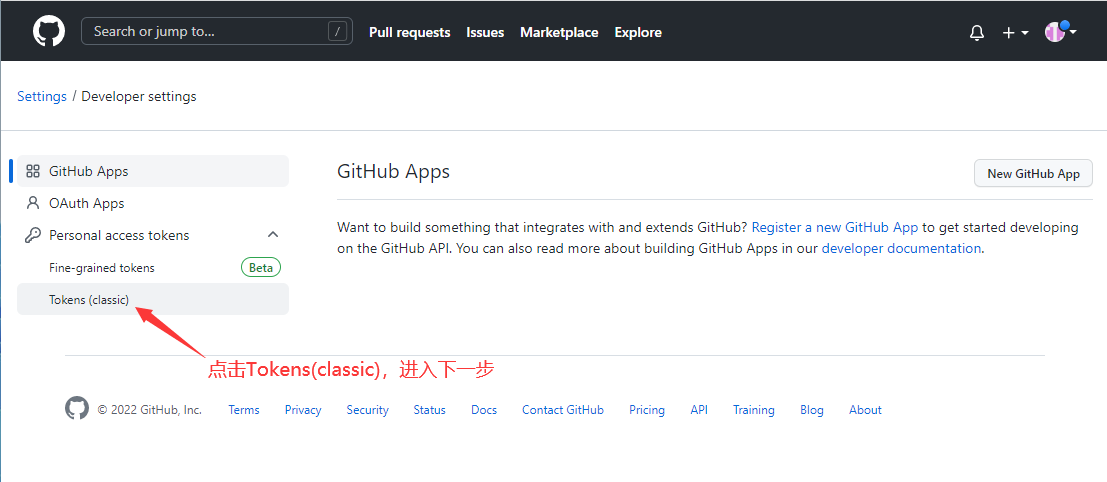 Search or jump to... /
Pull requests Issues Marketplace Explore
Settings / Developer settings
GitHub Apps
OAuth Apps
Personal access tokens
Fine-grained tokens Beta
Tokens (classic)
GitHub Apps
New GitHub App
Want to build something that integrates with and extends GitHub? Register a new GitHub App to get started developing
on the GitHub API. You can also read more about building GitHub Apps in our developer documentation.
点击Tokens(classic)，进入下一步
© 2022 GitHub, Inc. Terms Privacy Security Status Docs Contact GitHub Pricing API Training Blog About